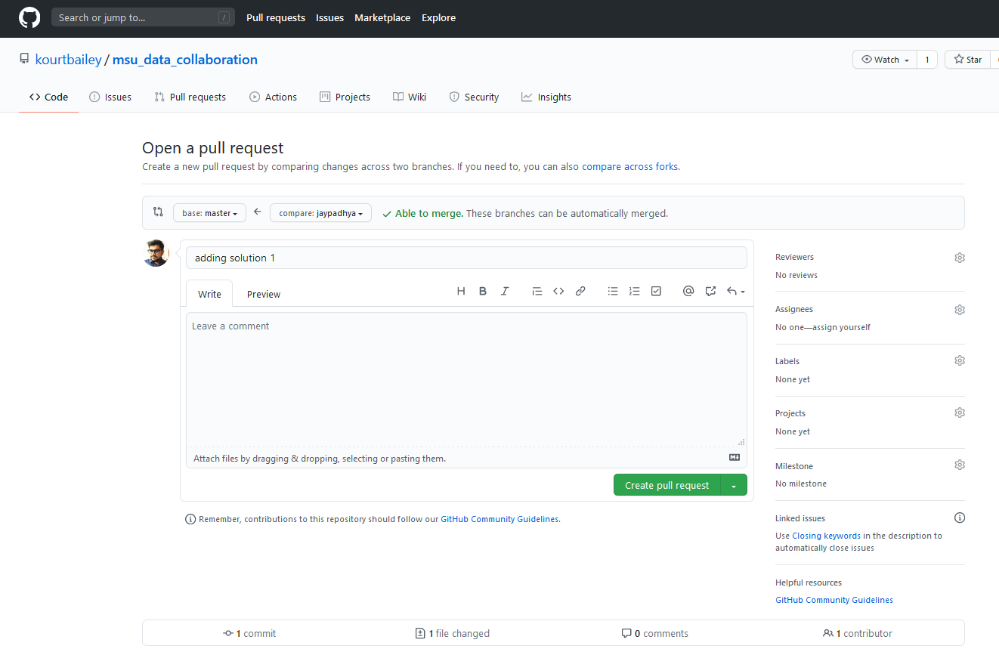 Search or jump to... /
Pull requests Issues Marketplace Explore
kourtbailey / msu_data_collaboration
Watch 1 Star
Code Issues Pull requests Actions Projects Wiki Security Insights
Open a pull request
Create a new pull request by comparing changes across two branches. If you need to, you can also compare across forks.
base: master compare: jaypadhya Able to merge. These branches can be automatically merged.
adding solution 1
Write Preview
Leave a comment
Attach files by dragging & dropping, selecting or pasting them.
Create pull request
Remember, contributions to this repository should follow our GitHub Community Guidelines.
Reviewers
No reviews
Assignees
No one—assign yourself
Labels
None yet
Projects
None yet
Milestone
No milestone
Linked issues
Use Closing keywords in the description to
automatically close issues
Helpful resources
GitHub Community Guidelines
1 commit 1 file changed 0 comments 1 contributor